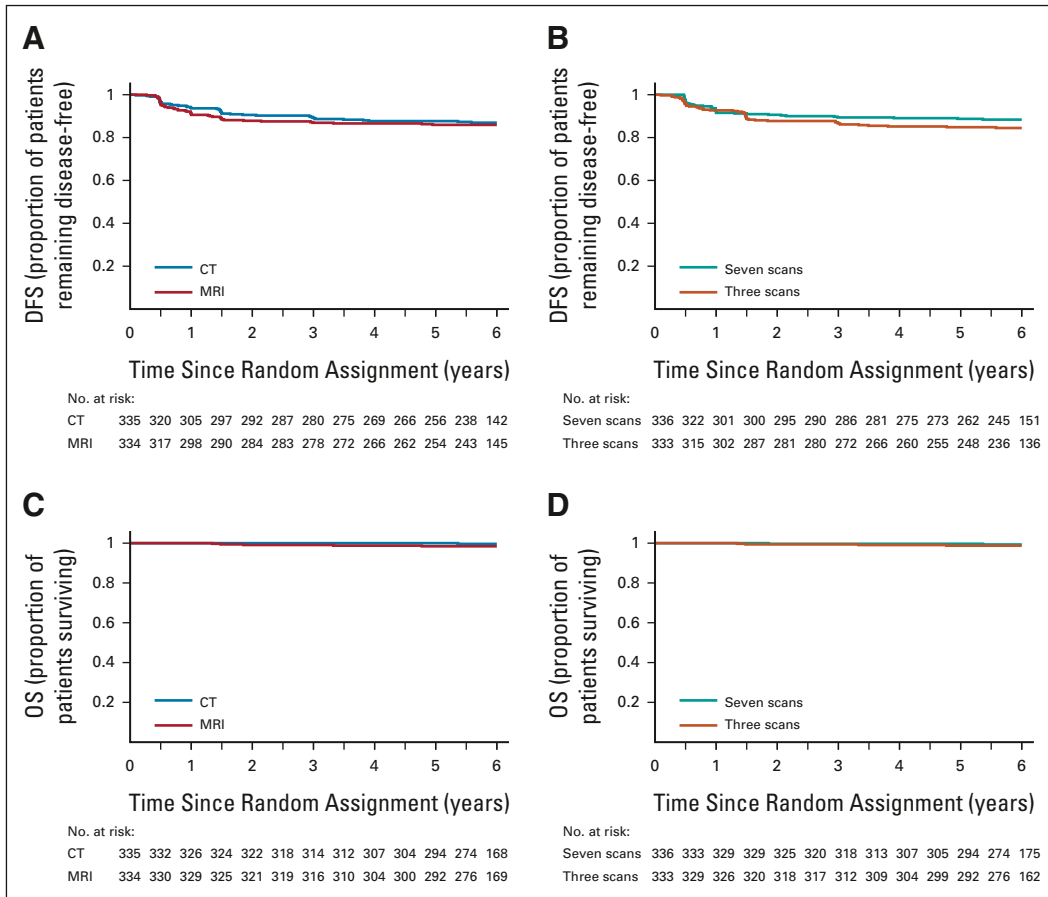 A
DFS (proportion of patients
remaining disease-free)
1
0.8
0.6
0.4
0.2
CT
MRI
0 1 2 3 4 5 6
Time Since Random Assignment (years)
No. at risk:
CT 335 320 305 297 292 287 280 275 269 266 256 238 142
MRI 334 317 298 290 284 283 278 272 266 262 254 243 145
B
DFS (proportion of patients
remaining disease-free)
1
0.8
0.6
0.4
0.2
Seven scans
Three scans
0 1 2 3 4 5 6
Time Since Random Assignment (years)
No. at risk:
Seven scans 336 322 301 300 295 290 286 281 275 273 262 245 151
Three scans 333 315 302 287 281 280 272 266 260 255 248 236 136
C
OS (proportion of
patients surviving)
1
0.8
0.6
0.4
0.2
CT
MRI
0 1 2 3 4 5 6
Time Since Random Assignment (years)
No. at risk:
CT 335 332 326 324 322 318 314 312 307 304 294 274 168
MRI 334 330 329 325 321 319 316 310 304 300 292 276 169
D
OS (proportion of
patients surviving)
1
0.8
0.6
0.4
0.2
Seven scans
Three scans
0 1 2 3 4 5 6
Time Since Random Assignment (years)
No. at risk:
Seven scans 336 333 329 329 325 320 318 313 307 305 294 274 175
Three scans 333 329 326 320 318 317 312 309 304 299 292 276 162